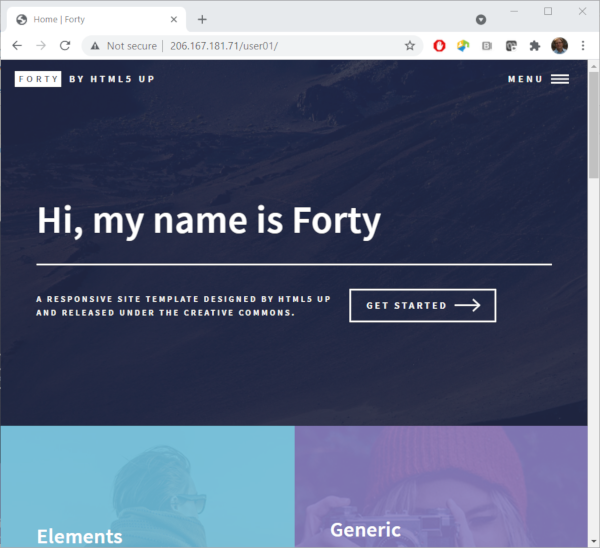 Home | Forty
Not secure | 206.167.181.71/user01/
FORTY BY HTML5 UP
MENU
Hi, my name is Forty
A RESPONSIVE SITE TEMPLATE DESIGNED BY HTML5 UP
AND RELEASED UNDER THE CREATIVE COMMONS.
GET STARTED
Elements
Generic